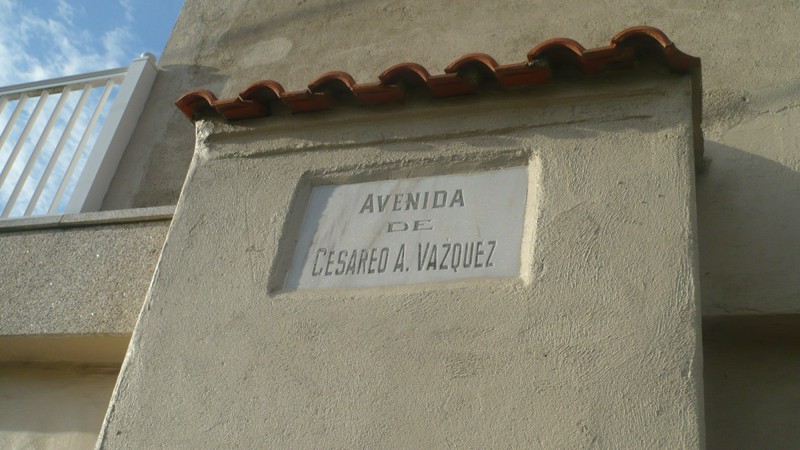 AVENIDA
DE
CESAREO A. VAZQUEZ